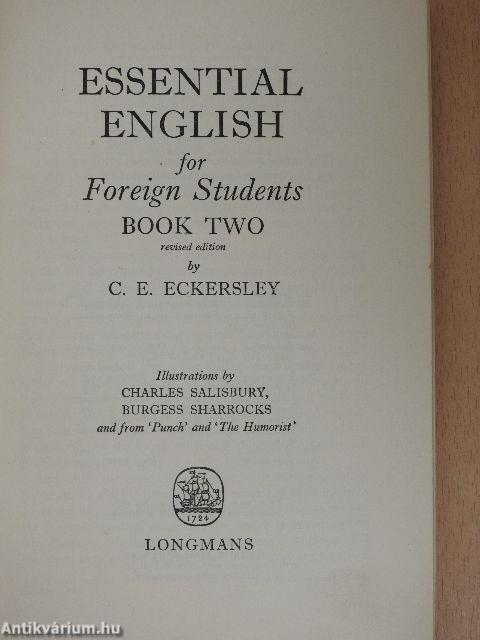 ESSENTIAL
ENGLISH
for
Foreign Students
BOOK TWO
revised edition
by
C. E. ECKERSLEY
Illustrations by
CHARLES SALISBURY,
BURGESS SHARROCKS
and from ‘Punch’ and ‘The Humorist’
1724
LONGMANS
Antikvárium.hu